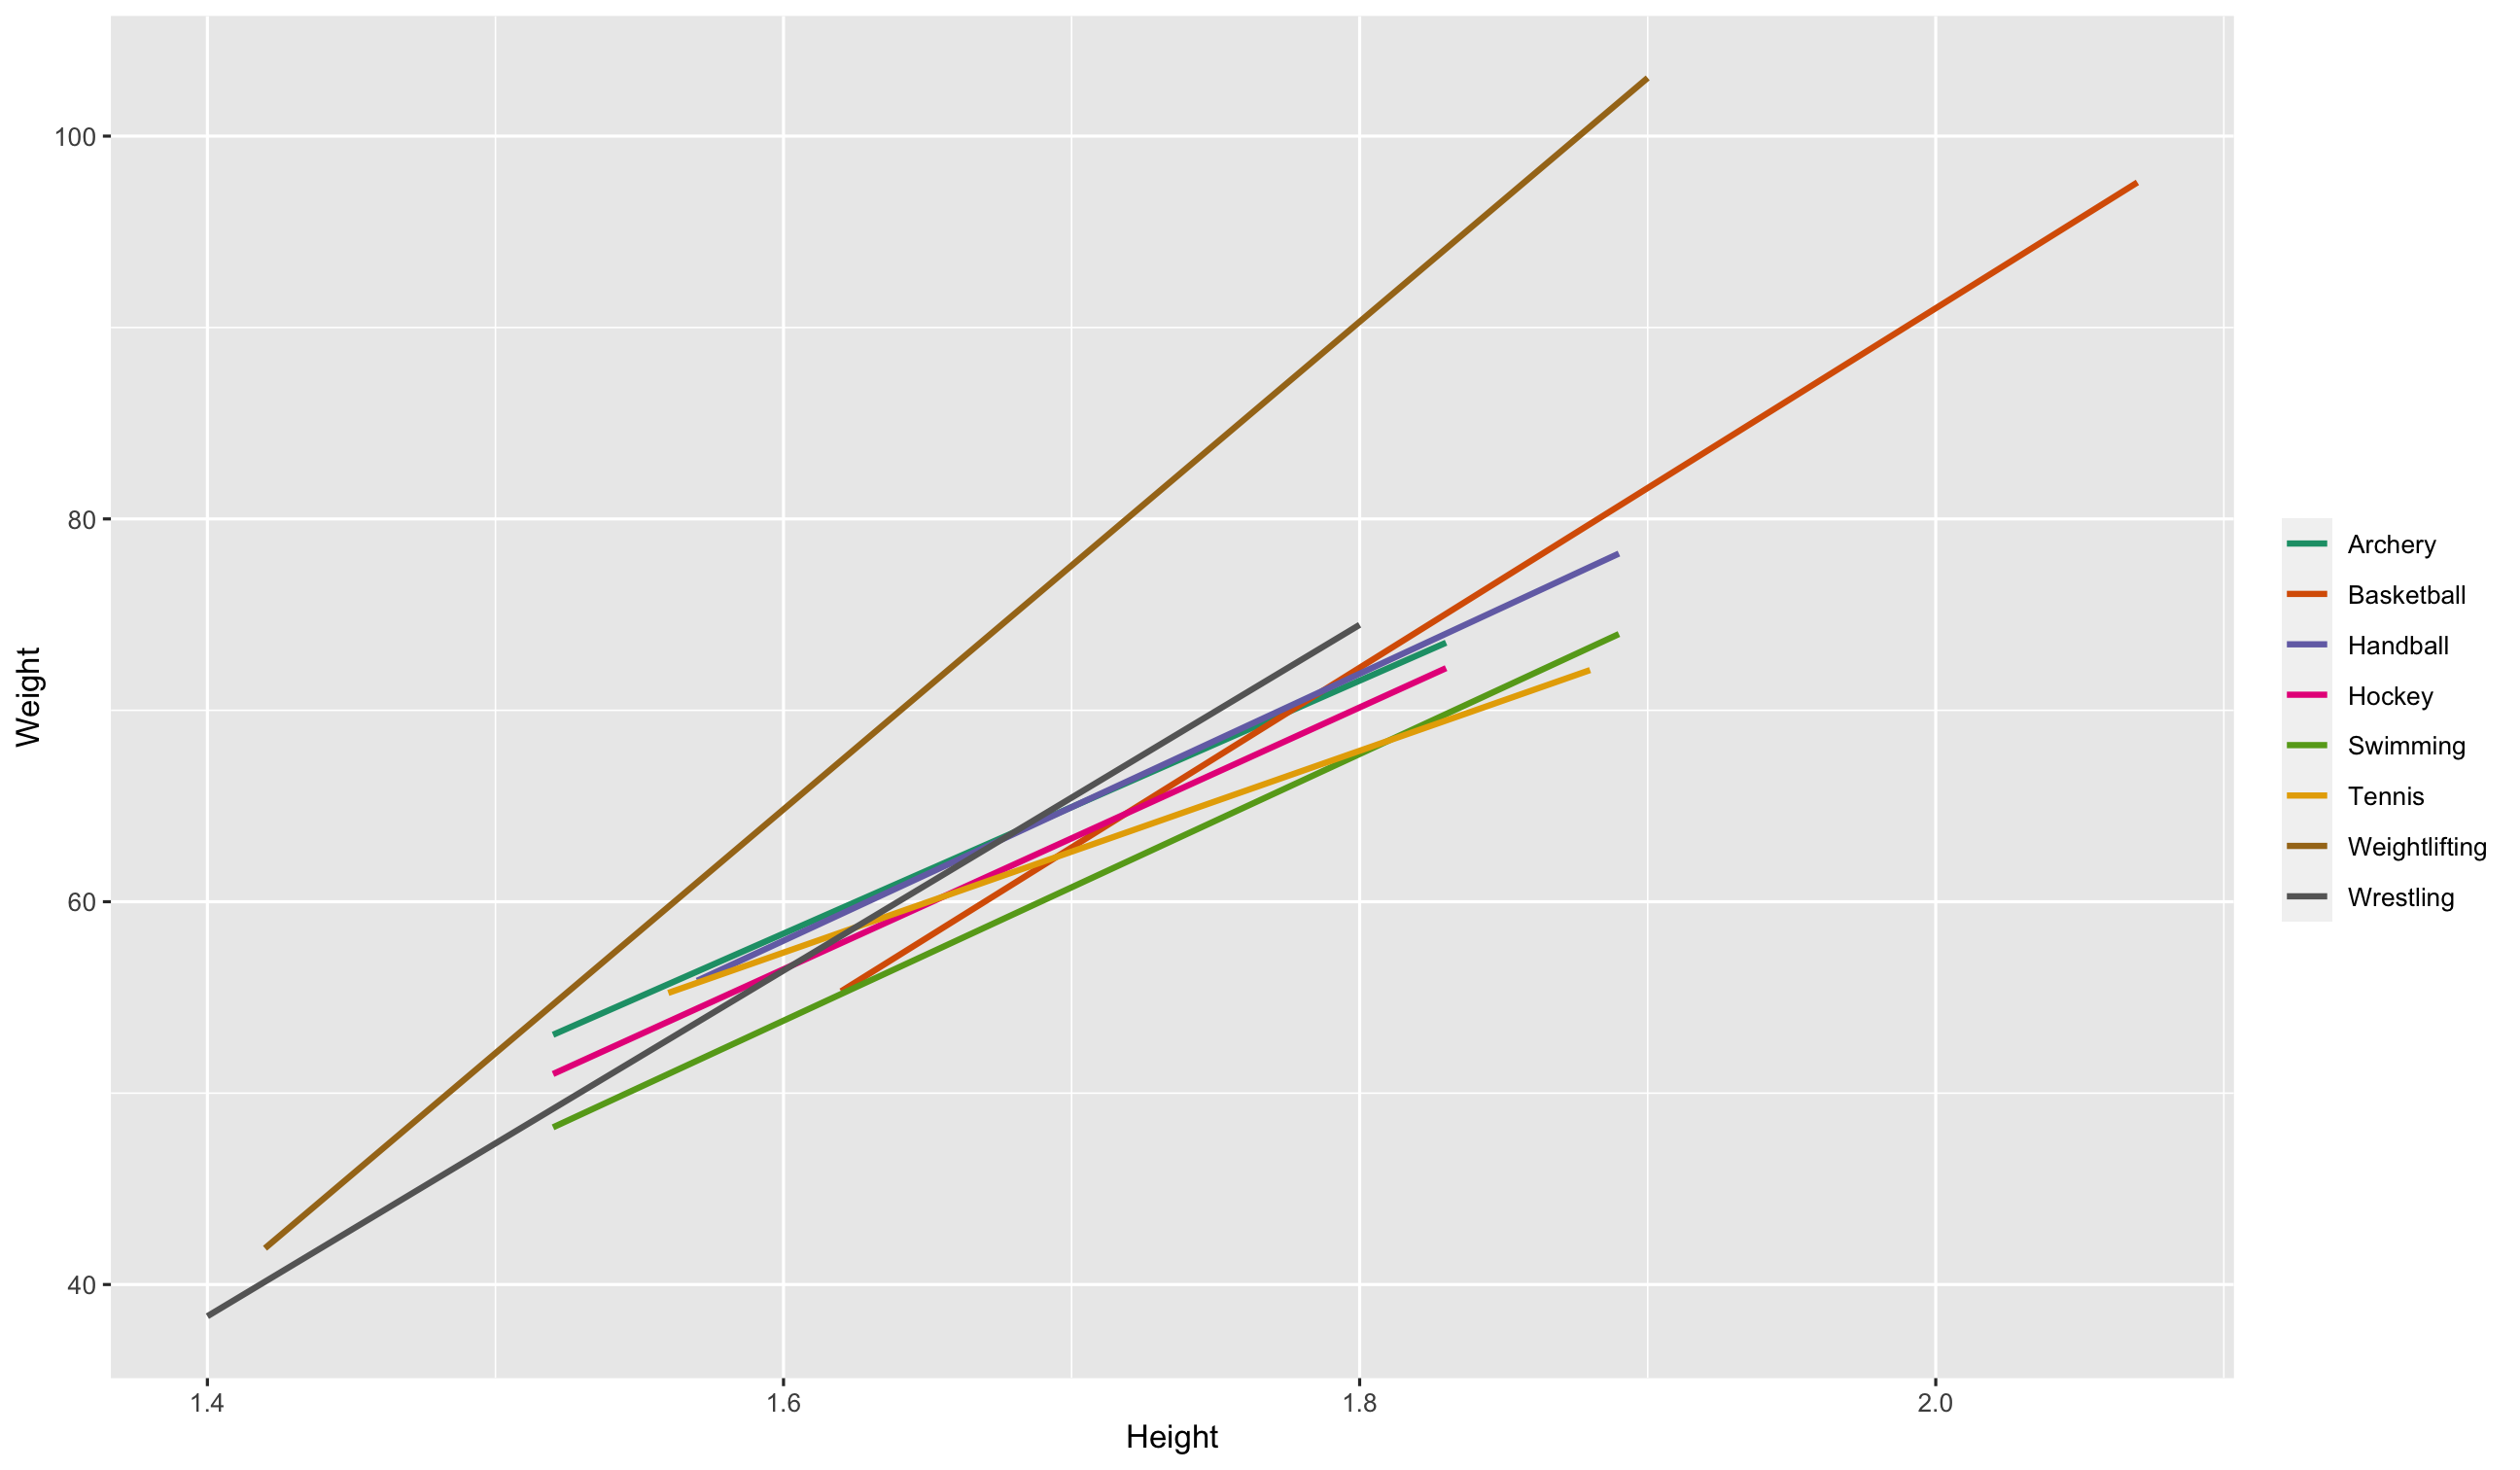 Weight
100
80
60
40
1.4
1.6
1.8
2.0
Height
Archery
Basketball
Handball
Hockey
Swimming
Tennis
Weightlifting
Wrestling